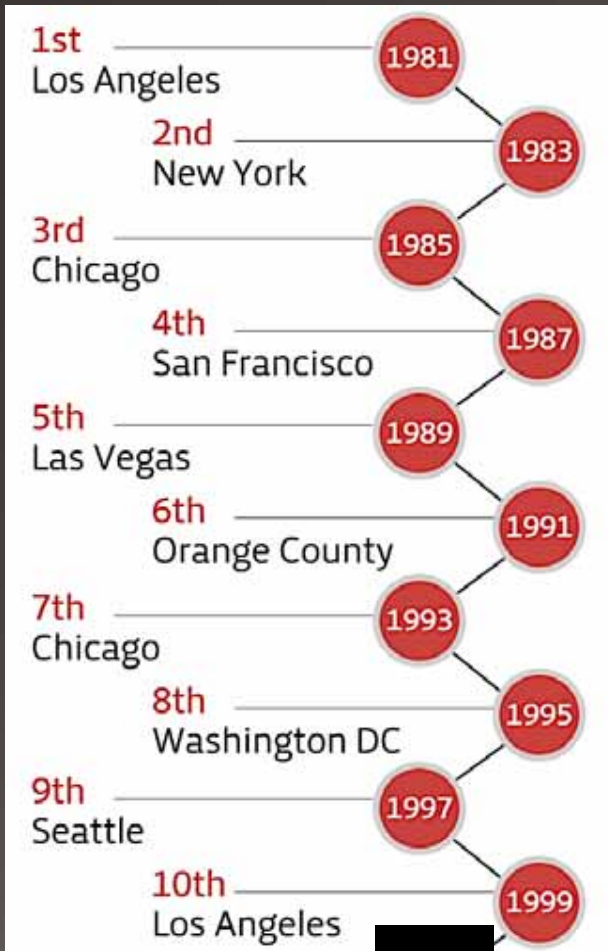 1st
Los Angeles
1981
2nd
New York
1983
3rd
Chicago
1985
4th
San Francisco
1987
5th
Las Vegas
1989
6th
Orange County
1991
7th
Chicago
1993
8th
Washington DC
1995
9th
Seattle
1997
10th
Los Angeles
1999